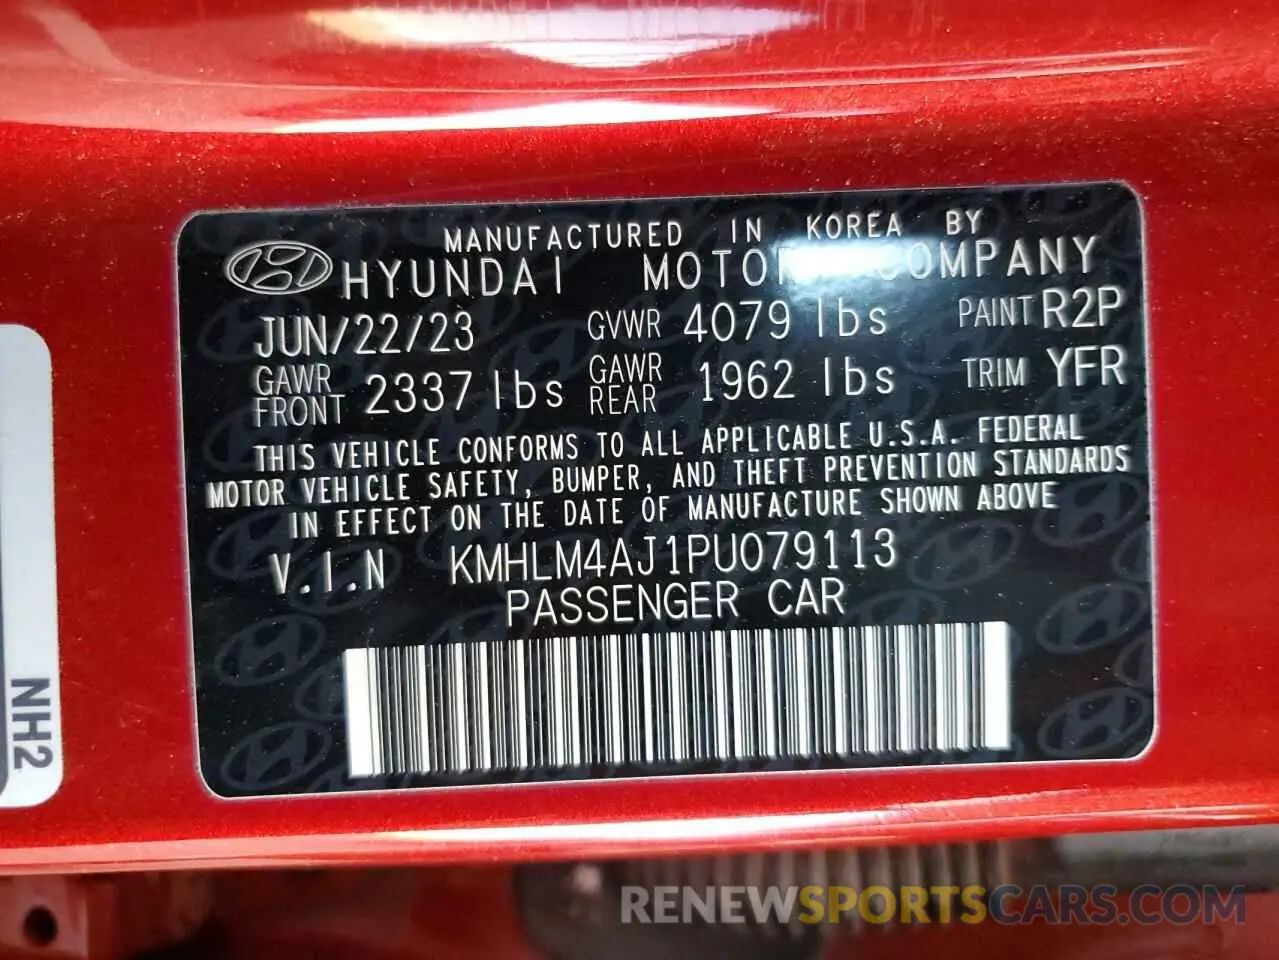 MANUFACTURED IN KOREA BY
HYUNDAI MOTOR COMPANY
JUN/22/23 GVWR 4079 lbs PAINT R2P
GAWR FRONT 2337 lbs GAWR REAR 1962 lbs TRIM YFR
THIS VEHICLE CONFORMS TO ALL APPLICABLE U.S.A. FEDERAL
MOTOR VEHICLE SAFETY, BUMPER, AND THEFT PREVENTION STANDARDS
IN EFFECT ON THE DATE OF MANUFACTURE SHOWN ABOVE
V.I.N KMHLM4AJ1PU079113
PASSENGER CAR
NH2
RENEWSPORTSCARS.COM